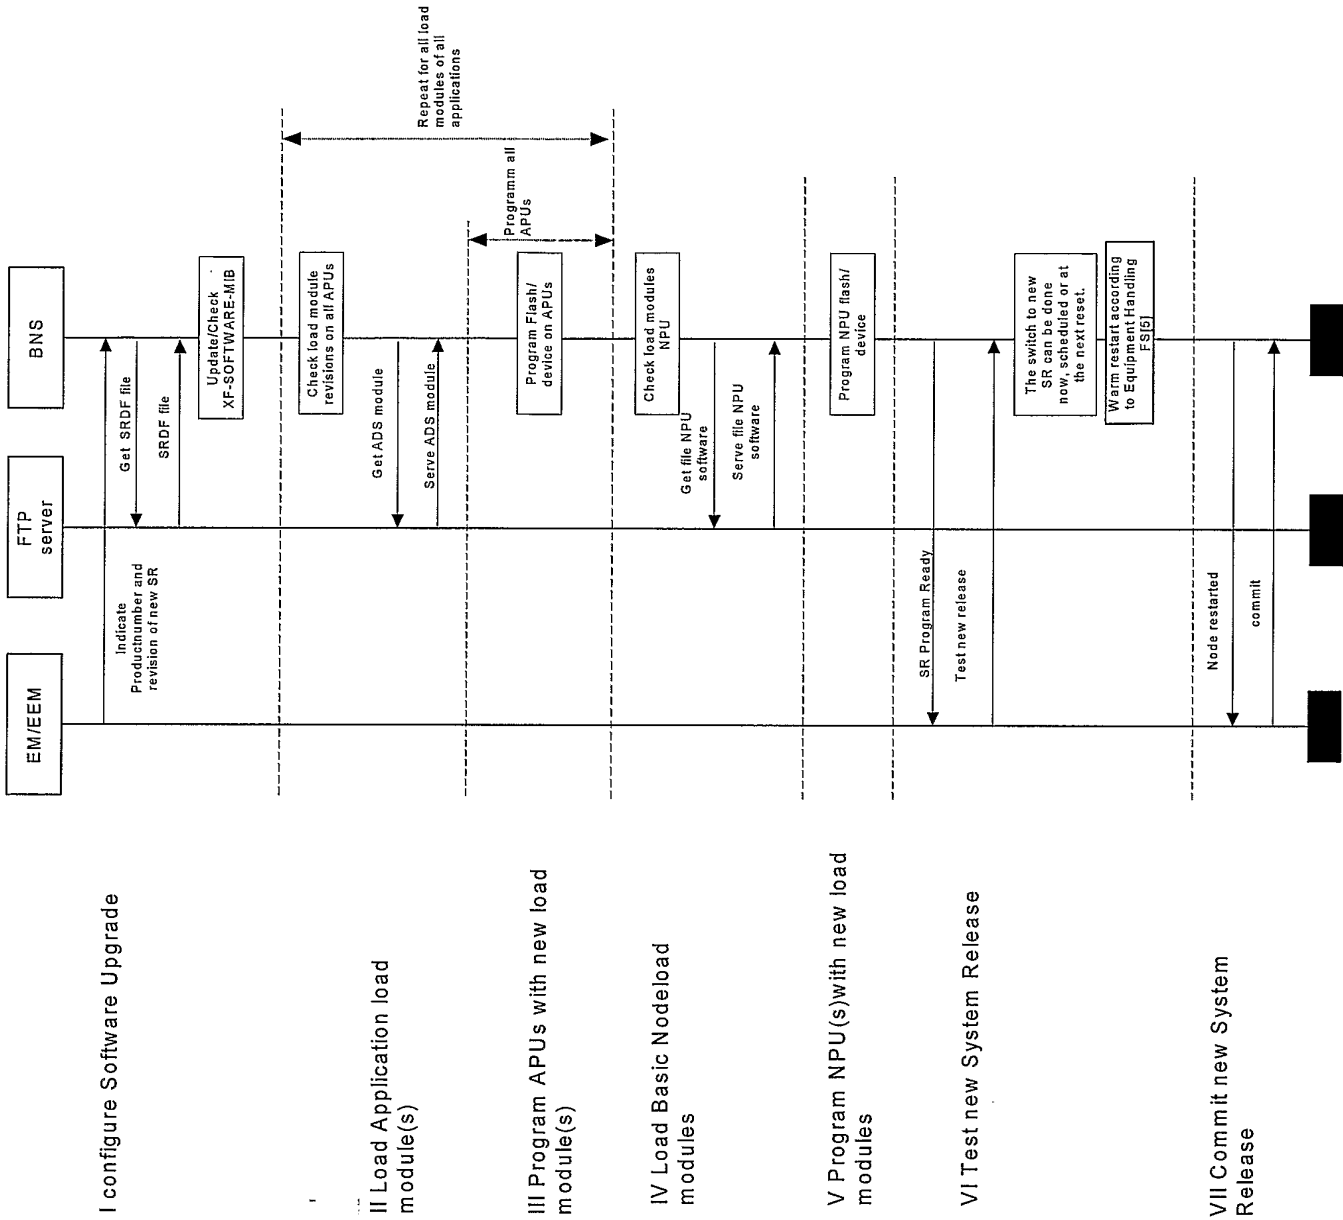 EM/EEM
FTP
server
BNS
I configure Software Upgrade
Indicate
Productnumber and
revision of new SR
Get SRDF file
SRDF file
Update/Check
XF-SOFTWARE-MIB
II Load Application load
module(s)
Check load module
revisions on all APUs
Get ADS module
Serve ADS module
Repeat for all load
modules of all
applications
III Program APUs with new load
module(s)
Program Flash/
device on APUs
Programm all
APUs
IV Load Basic Nodeload
modules
Check load modules
NPU
Get file NPU
software
Serve file NPU
software
V Program NPU(s)with new load
modules
Program NPU flash/
device
VI Test new System Release
SR Program Ready
Test new release
The switch to new
SR can be done
now, scheduled or at
the next reset.
Warm restart according
to Equipment Handling
FS[5]
VII Commit new System
Release
Node restarted
commit